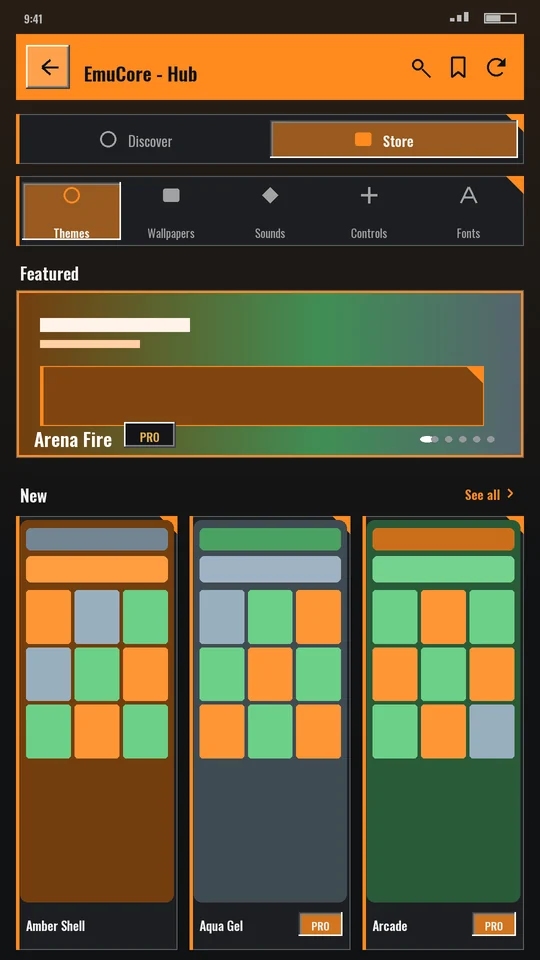 9:41
EmuCore - Hub
Discover
Store
Themes
Wallpapers
Sounds
Controls
Fonts
Featured
Arena Fire
PRO
New
See all
Amber Shell
Aqua Gel
PRO
Arcade
PRO